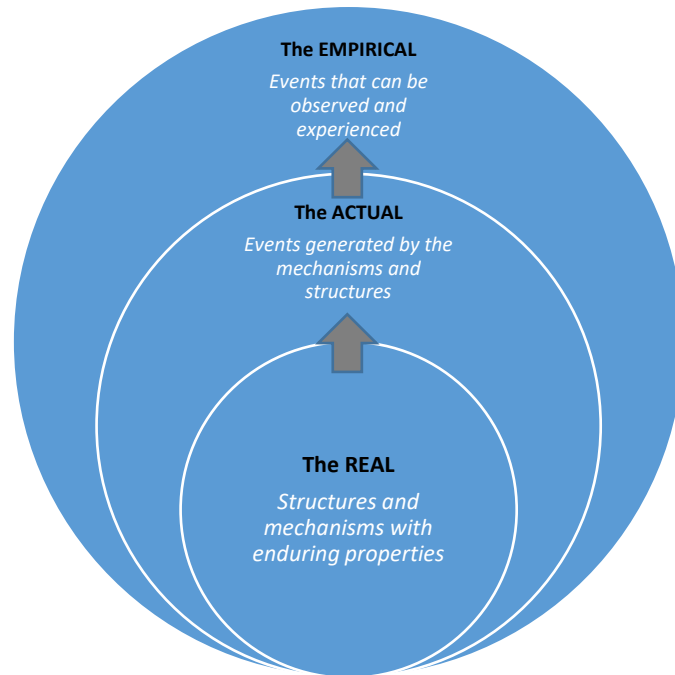 The EMPIRICAL
Events that can be
observed and
experienced
The ACTUAL
Events generated by the
mechanisms and
structures
The REAL
Structures and
mechanisms with
enduring properties